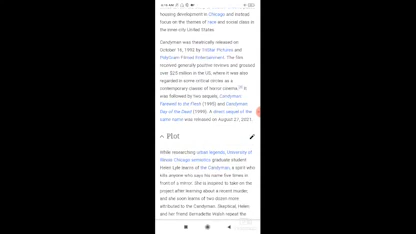 housing development in Chicago and instead
focus on the themes of race and social class in
the inner-city United States.
Candyman was theatrically released on
October 16, 1992 by TriStar Pictures and
PolyGram Filmed Entertainment. The film
received generally positive reviews and grossed
over $25 million in the US, where it was also
regarded in some critical circles as a
contemporary classic of horror cinema.
It was followed by two sequels, Candyman:
Farewell to the Flesh (1995) and Candyman:
Day of the Dead (1999). A direct sequel of the
same name was released on August 27, 2021.
Plot
While researching urban legends, University of
Illinois Chicago semiotics graduate student
Helen Lyle learns of the Candyman, a spirit who
kills anyone who says his name five times in
front of a mirror. She is inspired to take on the
project after learning about a recent murder,
and she soon learns of two dozen more
attributed to the Candyman. Skeptical, Helen
and her friend Bernadette Walsh repeat the